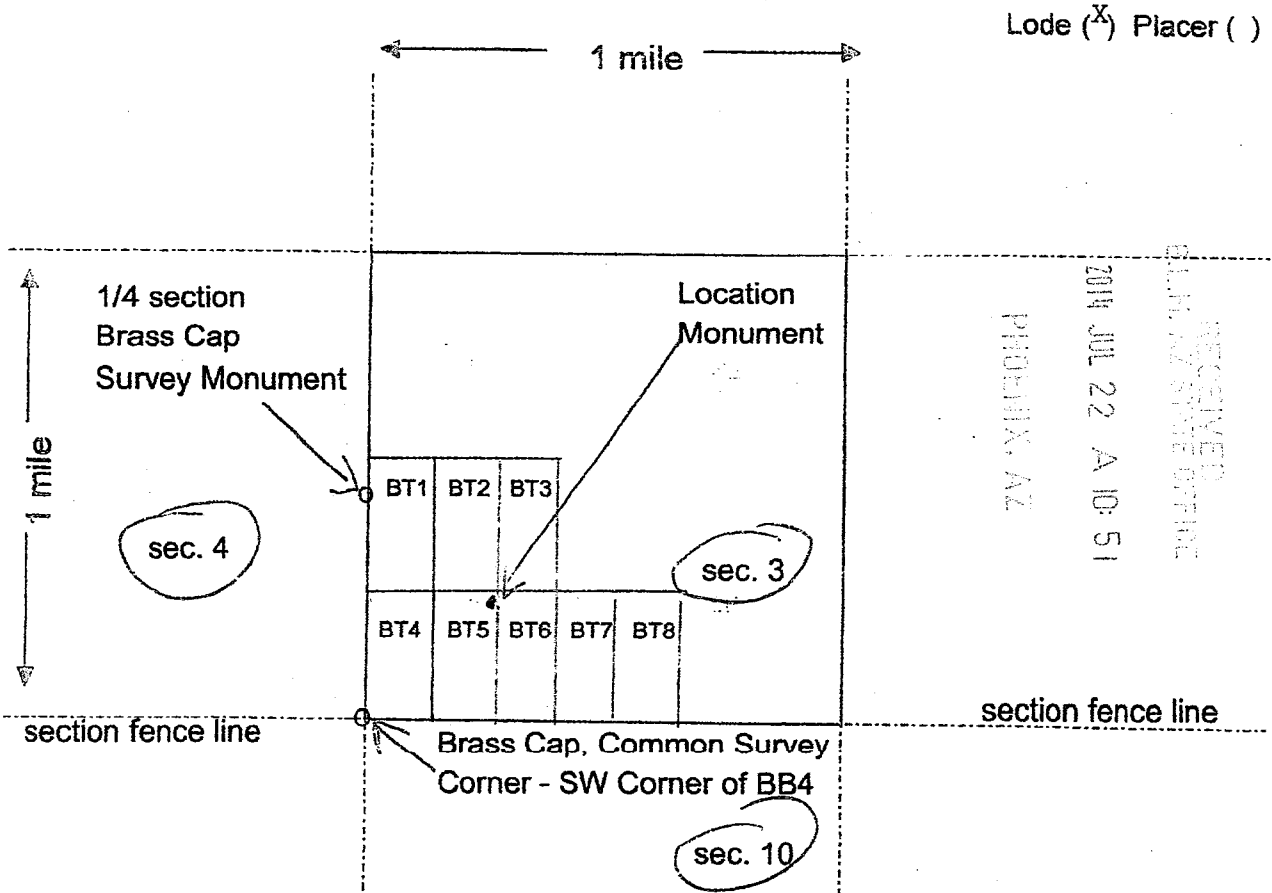 Lode (X) Placer ( )
1 mile
1/4 section
Brass Cap
Survey Monument
Location
Monument
1 mile
BT1 BT2 BT3
sec. 4
sec. 3
BT4 BT5 BT6 BT7 BT8
section fence line
section fence line
Brass Cap, Common Survey
Corner - SW Corner of BB4
sec. 10
RECEIVED
2014 JUL 22 A 10: 51
PHOENIX, AZ